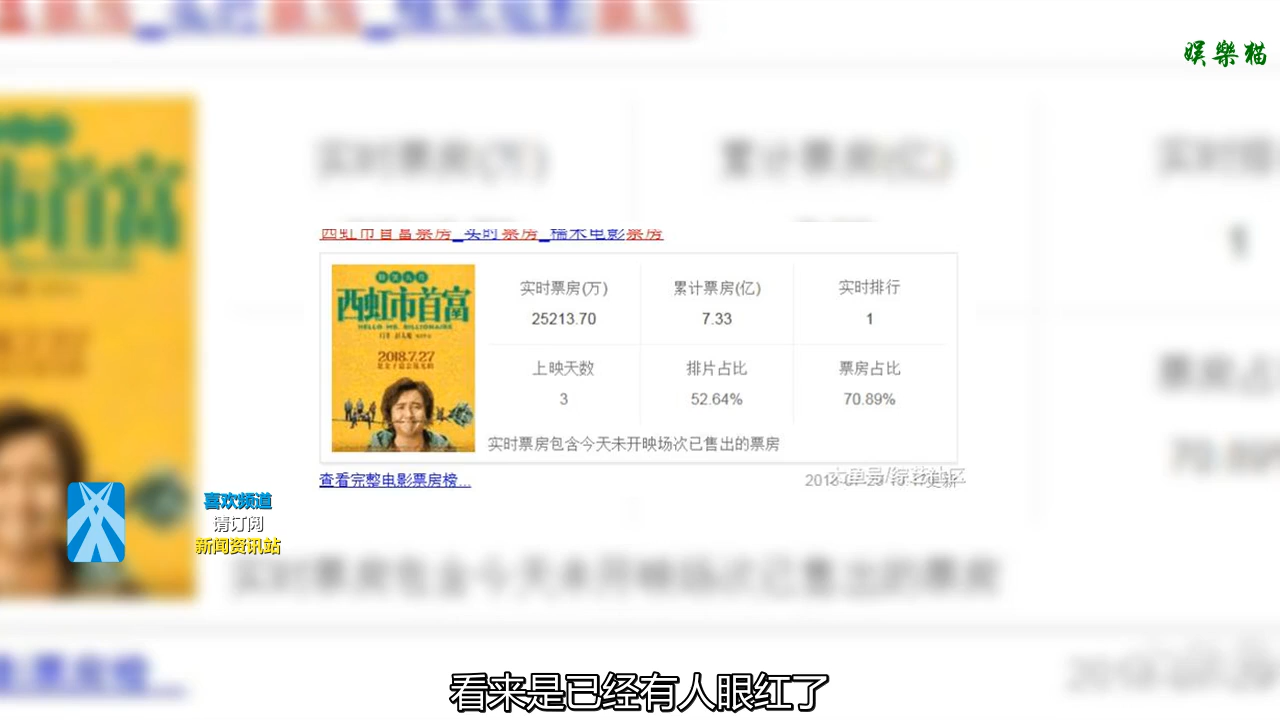 娱樂猫
西虹市首富票房_实时票房_糯米电影票房
西虹市首富
HELLO MR. BILLIONAIRE
2018.7.27
实时票房(万)
累计票房(亿)
实时排行
25213.70
7.33
1
上映天数
排片占比
票房占比
3
52.64%
70.89%
实时票房包含今天未开映场次已售出的票房
查看完整电影票房榜...
喜欢频道
请订阅
新闻资讯站
看来是已经有人眼红了